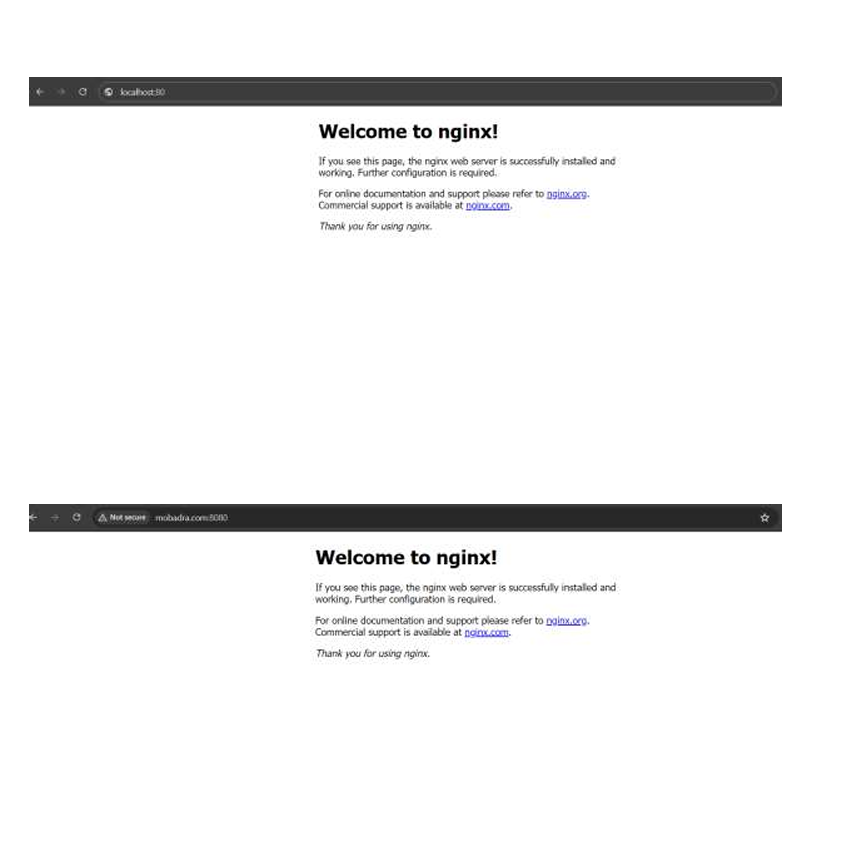 localhost:80
Welcome to nginx!
If you see this page, the nginx web server is successfully installed and
working. Further configuration is required.
For online documentation and support please refer to nginx.org.
Commercial support is available at nginx.com.
Thank you for using nginx.
Not secure mobadra.com:8080
Welcome to nginx!
If you see this page, the nginx web server is successfully installed and
working. Further configuration is required.
For online documentation and support please refer to nginx.org.
Commercial support is available at nginx.com.
Thank you for using nginx.